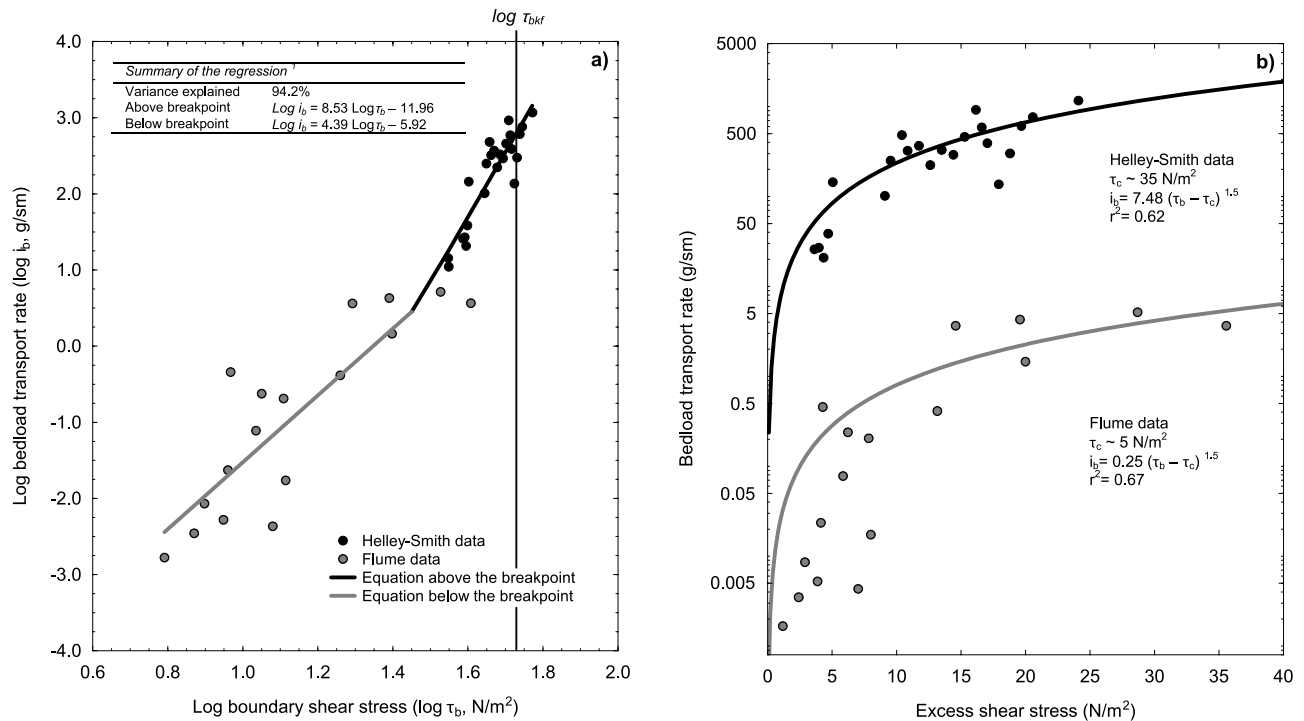 log τbkf
a)
Summary of the regression ¹
Variance explained 94.2%
Above breakpoint Log ib = 8.53 Log τb – 11.96
Below breakpoint Log ib = 4.39 Log τb – 5.92
4.0
3.0
2.0
1.0
0.0
-1.0
-2.0
-3.0
-4.0
Log bedload transport rate (log ib, g/sm)
Helley-Smith data
Flume data
Equation above the breakpoint
Equation below the breakpoint
0.6 0.8 1.0 1.2 1.4 1.6 1.8 2.0
Log boundary shear stress (log τb, N/m²)
b)
5000
500
50
5
0.5
0.05
0.005
Bedload transport rate (g/sm)
Helley-Smith data
τc ~ 35 N/m²
ib= 7.48 (τb – τc) 1.5
r²= 0.62
Flume data
τc ~ 5 N/m²
ib= 0.25 (τb – τc) 1.5
r²= 0.67
0 5 10 15 20 25 30 35 40
Excess shear stress (N/m²)